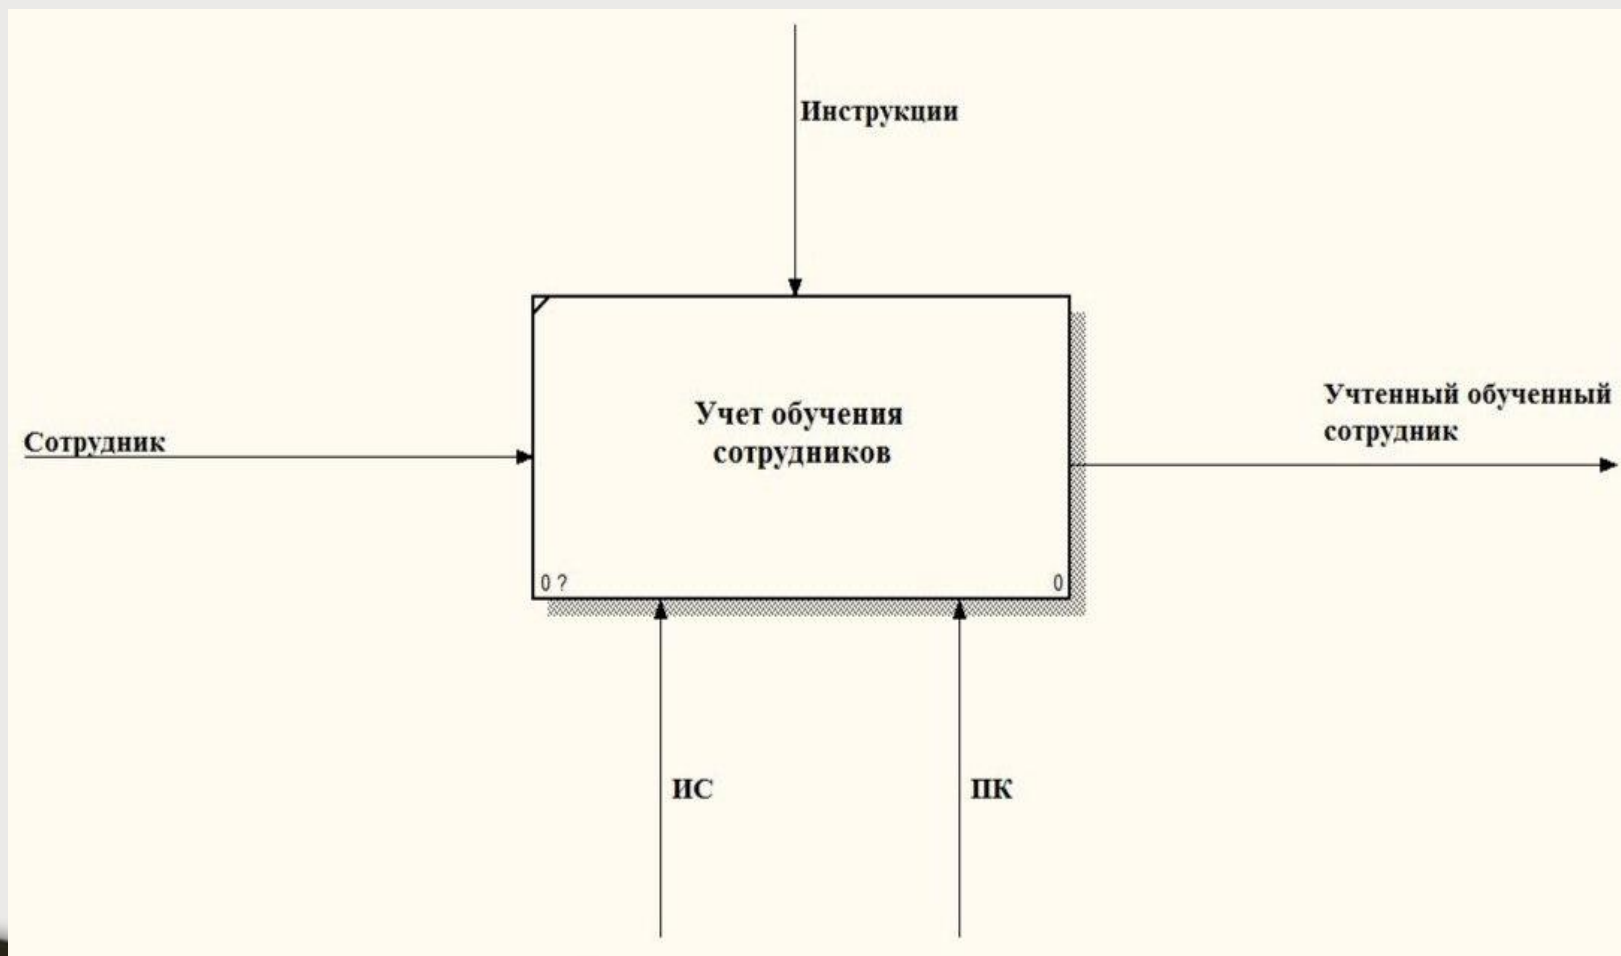 Инструкции
Учтенный обученный
сотрудник
Учет обучения
сотрудников
Сотрудник
0 ?
0
ИС
ПК